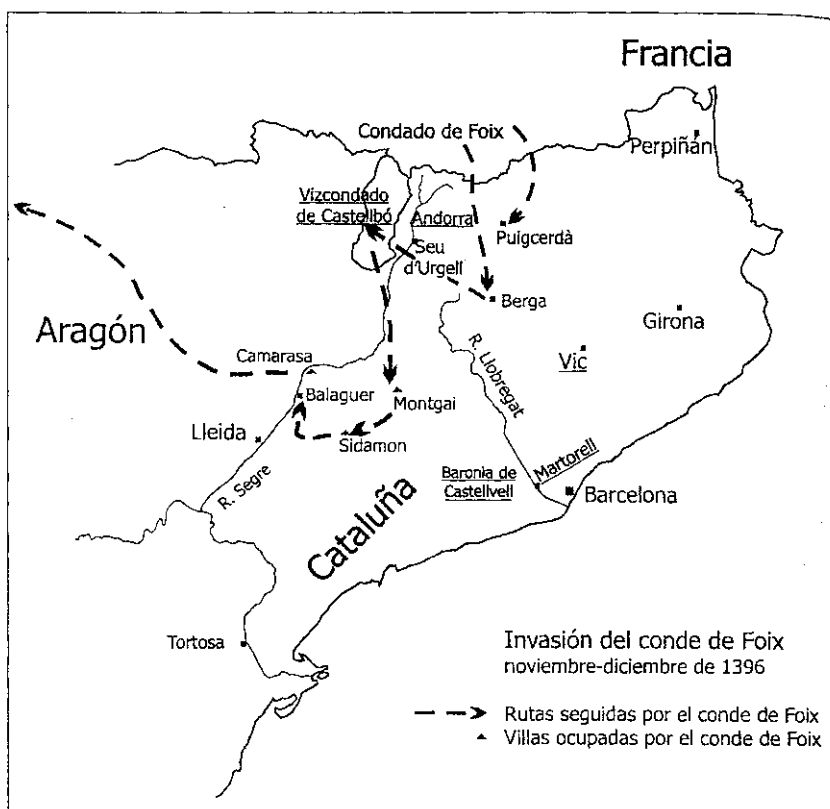 Francia
Condado de Foix
Perpiñán
Vizcondado
de Castellbó
Andorra
Puigcerdà
Seu
d'Urgell
Berga
Girona
Aragón
Camarasa
R. Llobregat
Vic
Balaguer
Montgai
Lleida
Sidamon
R. Segre
Baronia de
Castellvell
Martorell
Barcelona
Cataluña
Tortosa
Invasión del conde de Foix
noviembre-diciembre de 1396
Rutas seguidas por el conde de Foix
Villas ocupadas por el conde de Foix